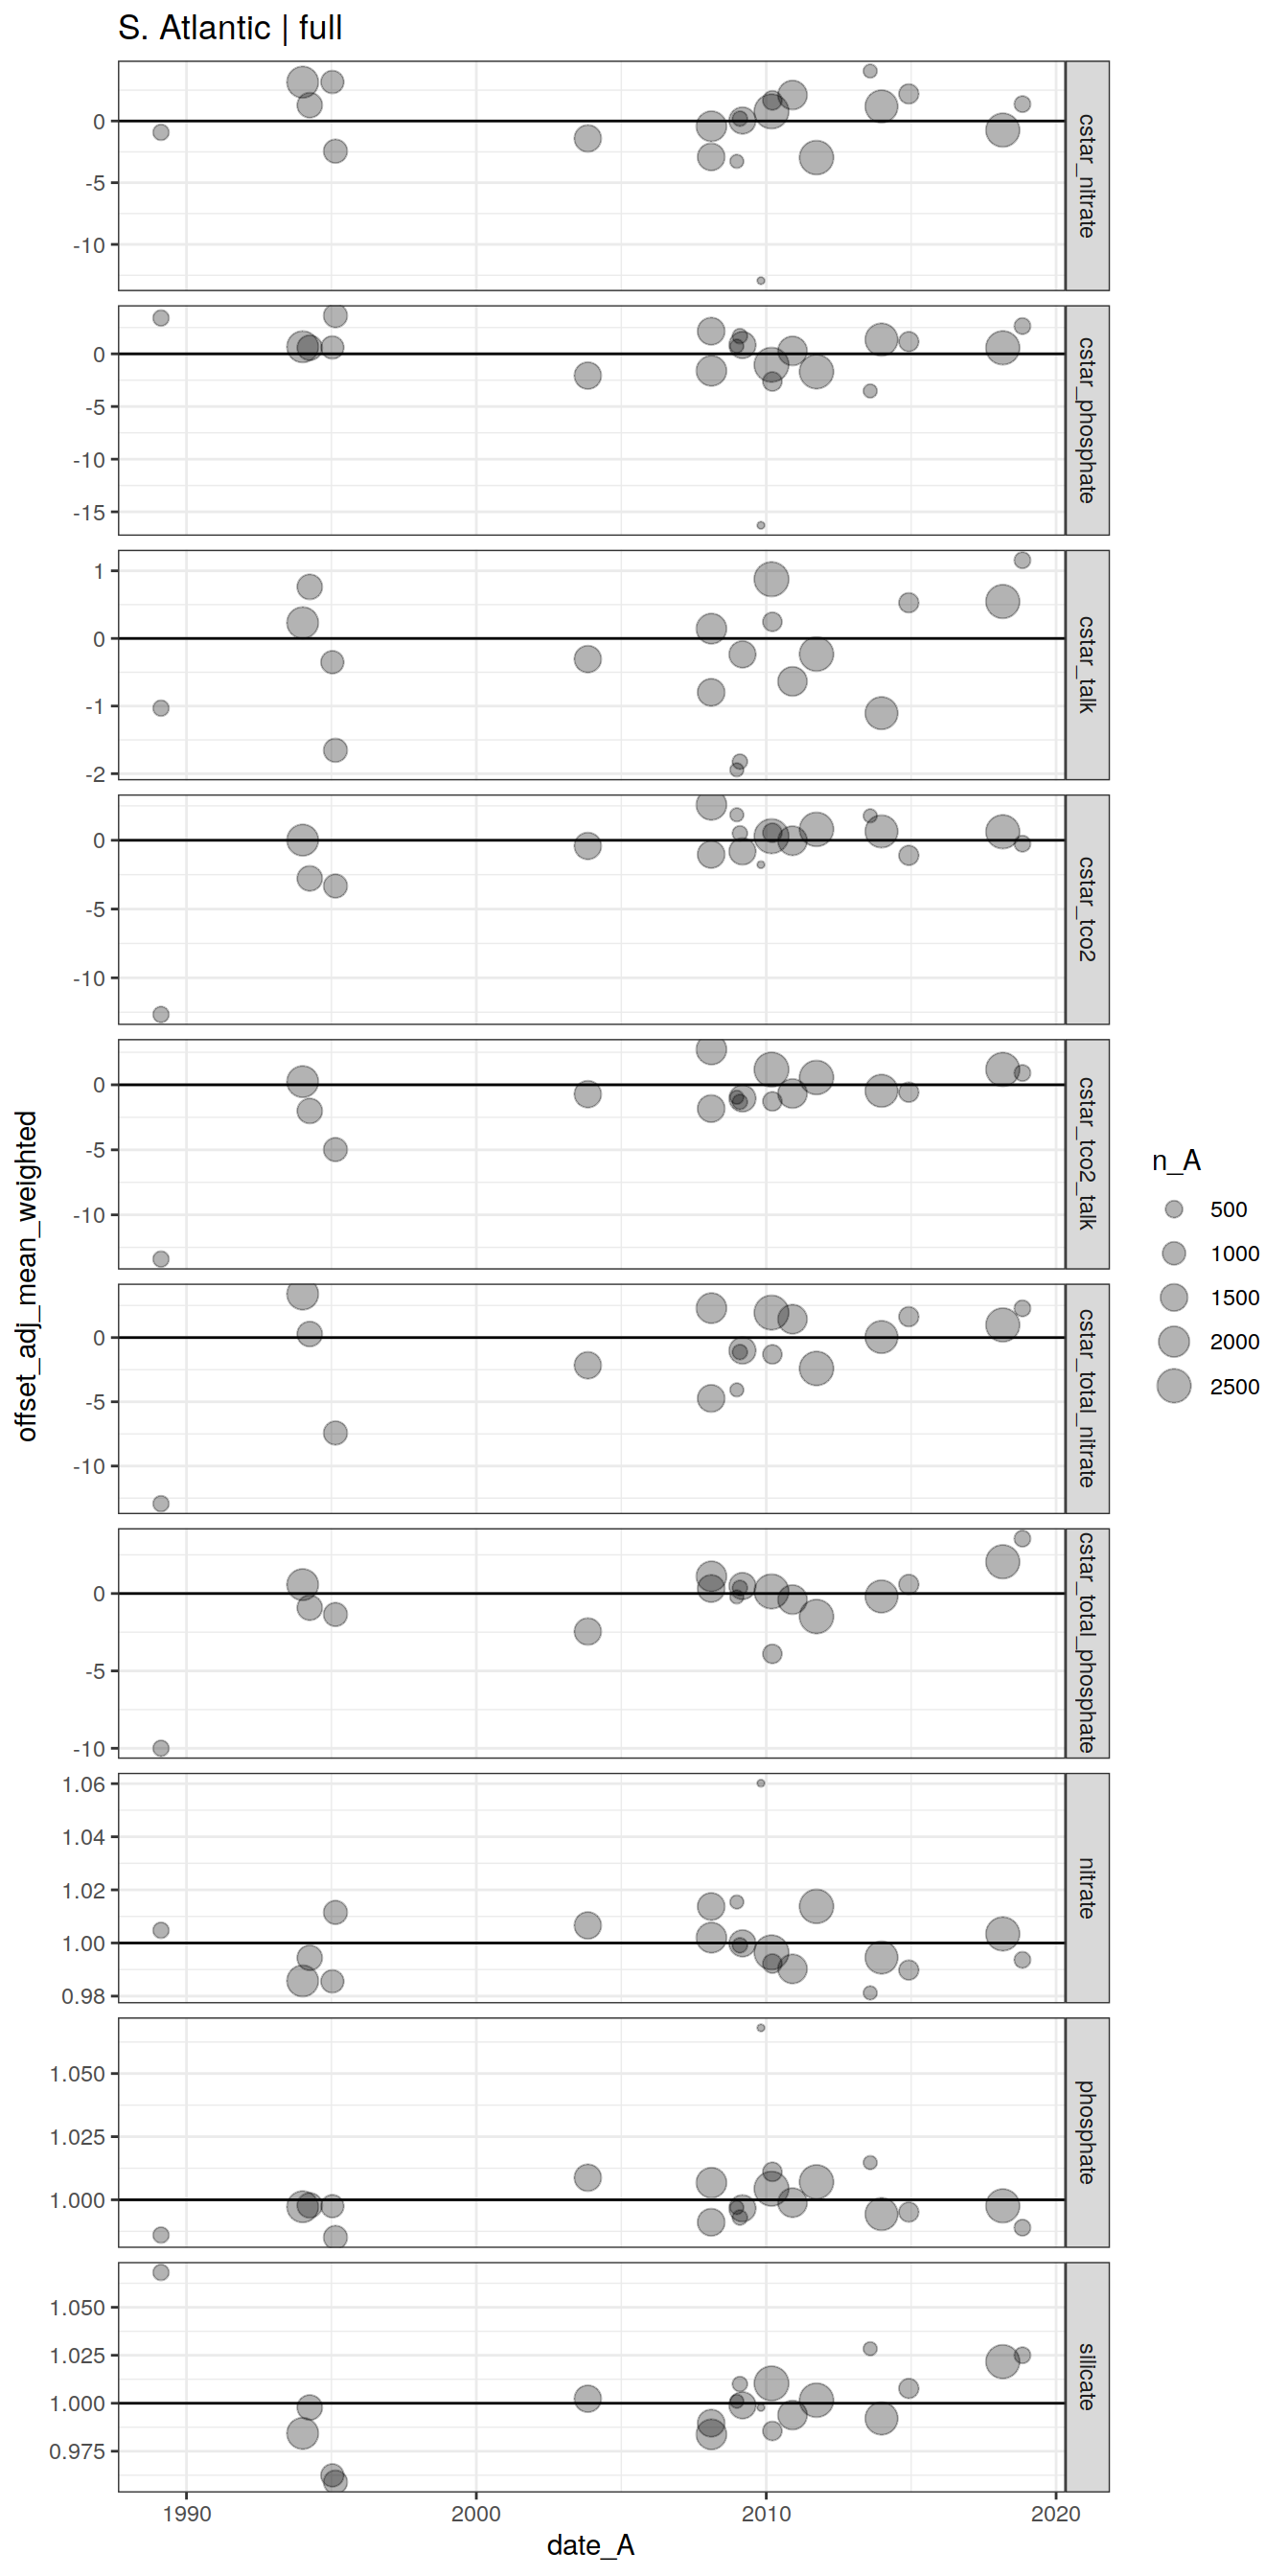 S. Atlantic | full
0
-5
-10
cstar_nitrate
0
-5
-10
-15
cstar_phosphate
1
0
-1
-2
cstar_talk
0
-5
-10
cstar_tco2
0
-5
-10
cstar_tco2_talk
0
-5
-10
cstar_total_nitrate
0
-5
-10
cstar_total_phosphate
1.06
1.04
1.02
1.00
0.98
nitrate
1.050
1.025
1.000
phosphate
1.050
1.025
1.000
0.975
silicate
1990 2000 2010 2020
date_A
offset_adj_mean_weighted
n_A
500
1000
1500
2000
2500